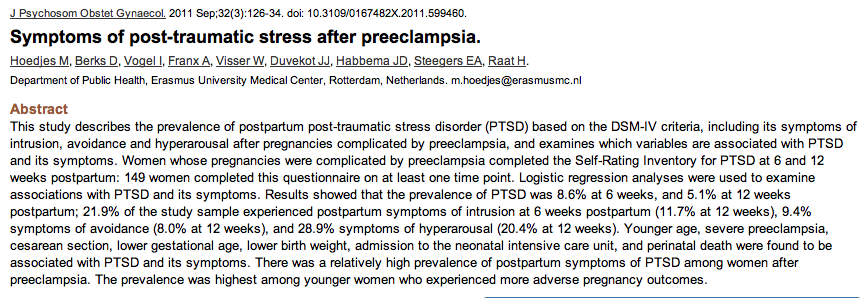 J Psychosom Obstet Gynaecol. 2011 Sep;32(3):126-34. doi: 10.3109/0167482X.2011.599460.
Symptoms of post-traumatic stress after preeclampsia.
Hoedjes M, Berks D, Vogel I, Franx A, Visser W, Duvekot JJ, Habbema JD, Steegers EA, Raat H.
Department of Public Health, Erasmus University Medical Center, Rotterdam, Netherlands. m.hoedjes@erasmusmc.nl
Abstract
This study describes the prevalence of postpartum post-traumatic stress disorder (PTSD) based on the DSM-IV criteria, including its symptoms of
intrusion, avoidance and hyperarousal after pregnancies complicated by preeclampsia, and examines which variables are associated with PTSD
and its symptoms. Women whose pregnancies were complicated by preeclampsia completed the Self-Rating Inventory for PTSD at 6 and 12
weeks postpartum: 149 women completed this questionnaire on at least one time point. Logistic regression analyses were used to examine
associations with PTSD and its symptoms. Results showed that the prevalence of PTSD was 8.6% at 6 weeks, and 5.1% at 12 weeks
postpartum; 21.9% of the study sample experienced postpartum symptoms of intrusion at 6 weeks postpartum (11.7% at 12 weeks), 9.4%
symptoms of avoidance (8.0% at 12 weeks), and 28.9% symptoms of hyperarousal (20.4% at 12 weeks). Younger age, severe preeclampsia,
cesarean section, lower gestational age, lower birth weight, admission to the neonatal intensive care unit, and perinatal death were found to be
associated with PTSD and its symptoms. There was a relatively high prevalence of postpartum symptoms of PTSD among women after
preeclampsia. The prevalence was highest among younger women who experienced more adverse pregnancy outcomes.